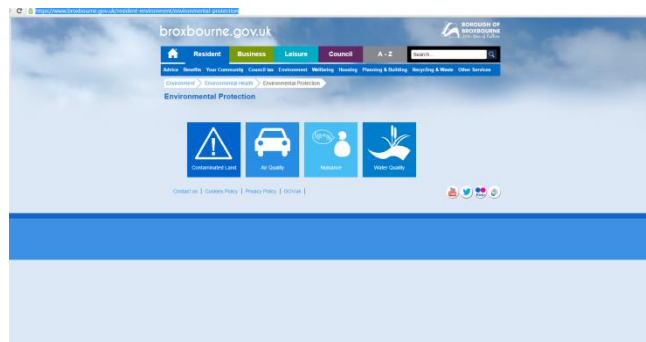 https://www.broxbourne.gov.uk/resident-environment/environmental-protection
broxbourne.gov.uk
BOROUGH OF
BROXBOURNE
Resident Business Leisure Council A - Z Search...
Advice Benefits Your Community Council tax Environment Wellbeing Housing Planning & Building Recycling & Waste Other Services
Environment Environmental Health Environmental Protection
Environmental Protection
Contaminated Land Air Quality Nuisance Water Quality
Contact us | Cookies Policy | Privacy Policy | GOV.uk |